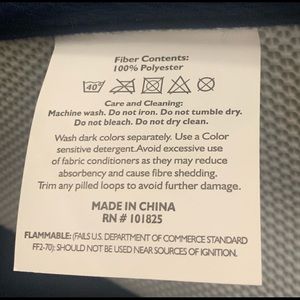 Fiber Contents:
100% Polyester
40°
Care and Cleaning:
Machine wash. Do not iron. Do not tumble dry.
Do not bleach. Do not dry clean.
Wash dark colors separately. Use a Color
sensitive detergent.Avoid excessive use
of fabric conditioners as they may reduce
absorbency and cause fibre shedding.
Trim any pilled loops to avoid further damage.
MADE IN CHINA
RN # 101825
FLAMMABLE: (FAILS U.S. DEPARTMENT OF COMMERCE STANDARD
FF2-70); SHOULD NOT BE USED NEAR SOURCES OF IGNITION.